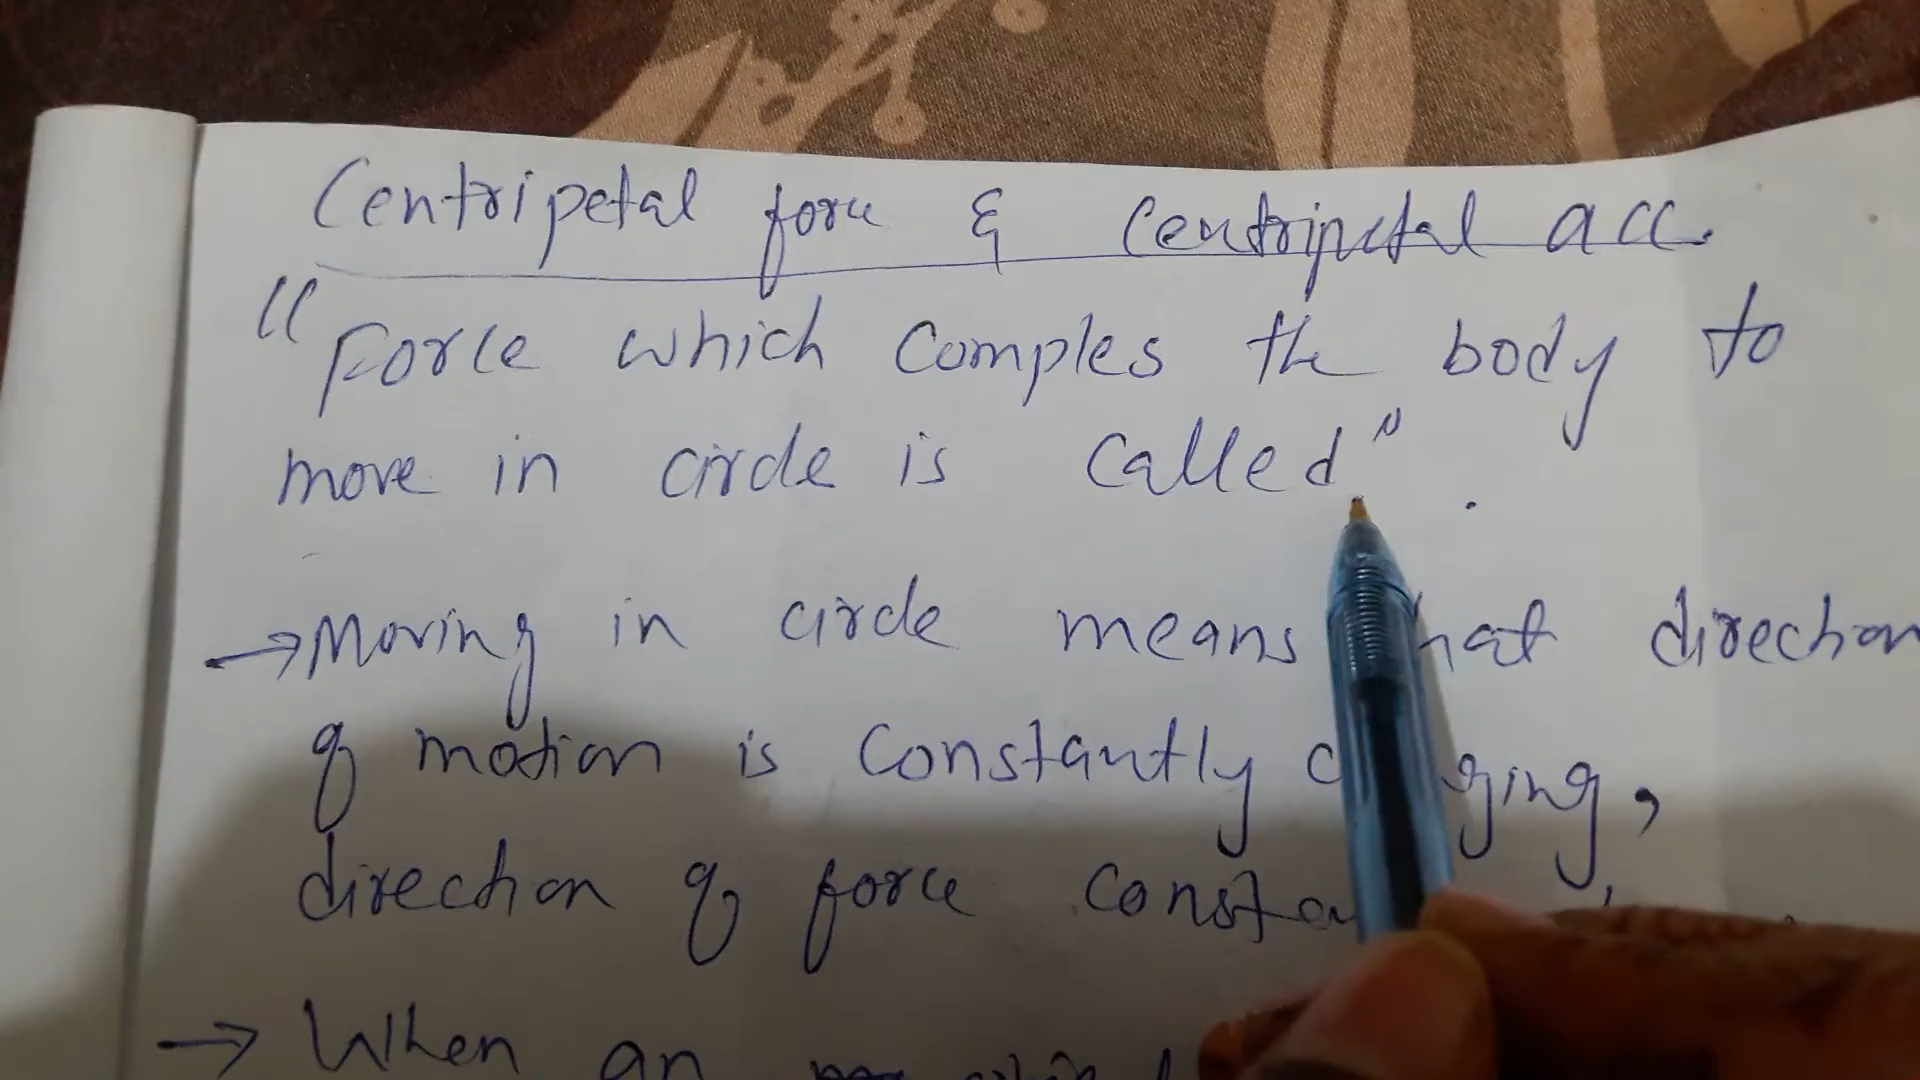 Centripetal force & Centripetal acc.
"Force which comples the body to
move in circle is called".
→Moving in circle means direction
of motion is constantly
direction of force
→ When an